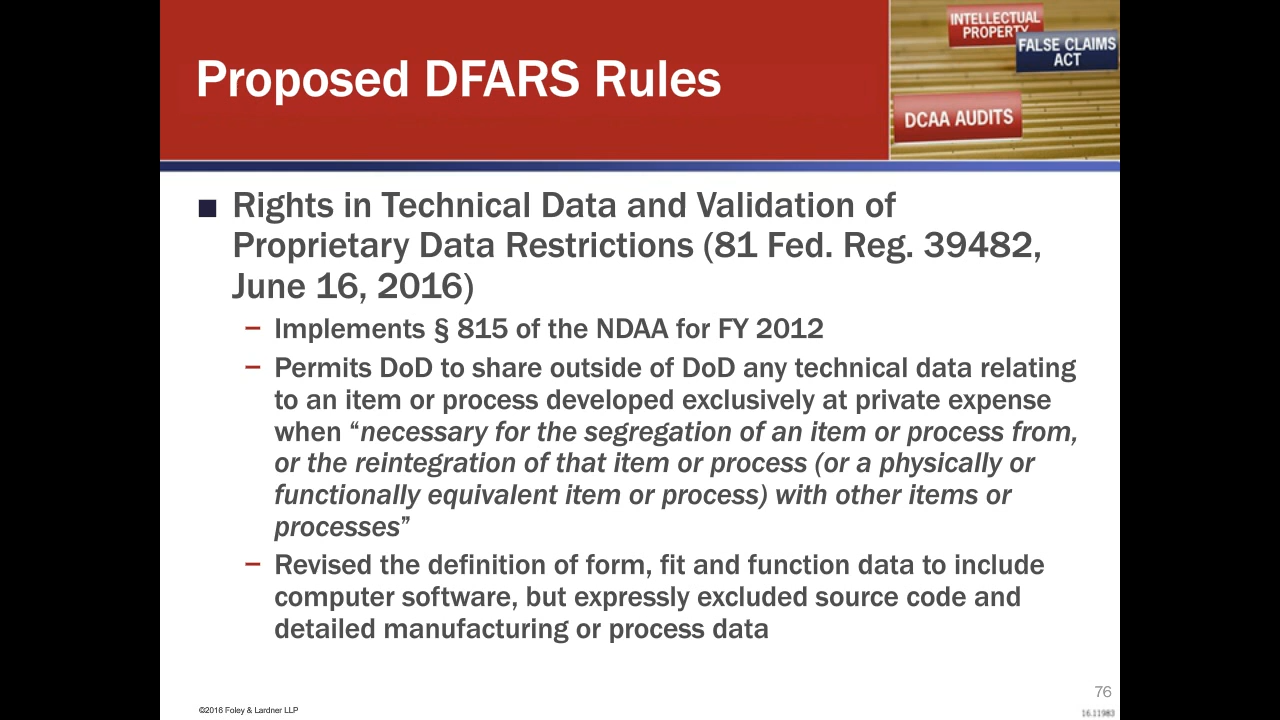 Proposed DFARS Rules
INTELLECTUAL
PROPERTY
FALSE CLAIMS
ACT
DCAA AUDITS
■ Rights in Technical Data and Validation of
Proprietary Data Restrictions (81 Fed. Reg. 39482,
June 16, 2016)
– Implements § 815 of the NDAA for FY 2012
– Permits DoD to share outside of DoD any technical data relating
to an item or process developed exclusively at private expense
when “necessary for the segregation of an item or process from,
or the reintegration of that item or process (or a physically or
functionally equivalent item or process) with other items or
processes”
– Revised the definition of form, fit and function data to include
computer software, but expressly excluded source code and
detailed manufacturing or process data
76
©2016 Foley & Lardner LLP
16.11983